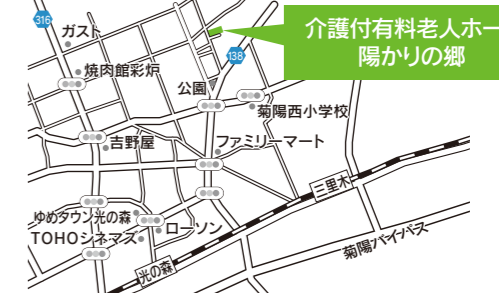 介護付有料老人ホー
陽かりの郷
316
ガスト
138
焼肉館彩炉
公園
菊陽西小学校
吉野屋
ファミリーマート
三里木
ゆめタウン光の森
TOHOシネマズ
ローソン
菊陽バイパス
光の森